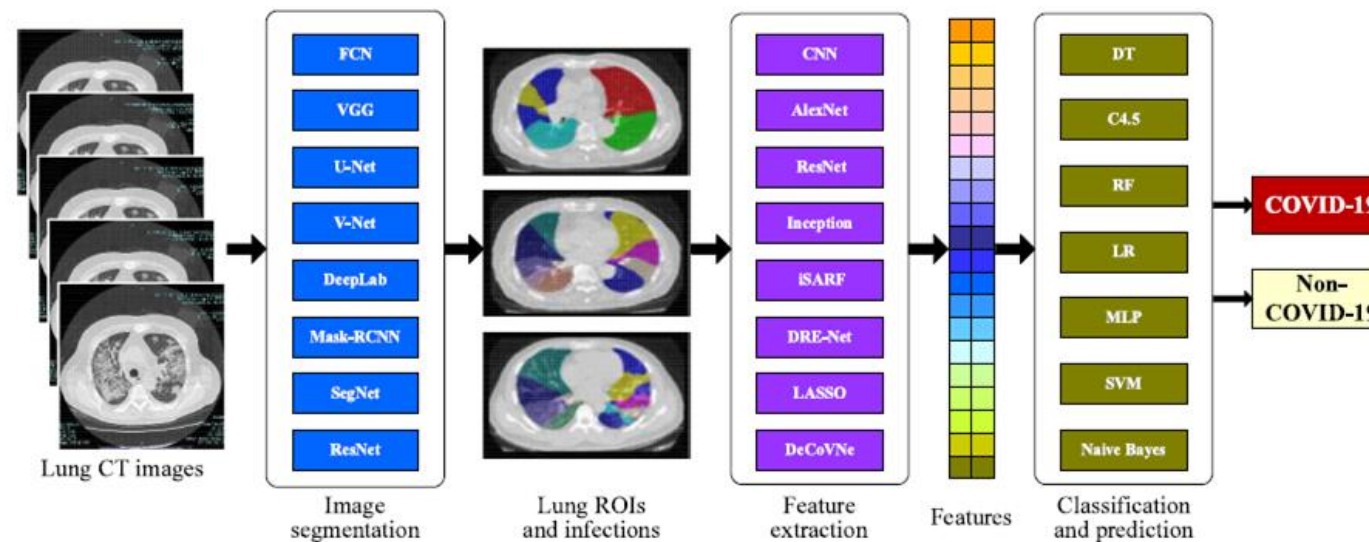 FCN
VGG
U-Net
V-Net
DeepLab
Mask-RCNN
SegNet
ResNet
CNN
AlexNet
ResNet
Inception
iSARF
DRE-Net
LASSO
DeCoVNe
DT
C4.5
RF
LR
MLP
SVM
Naive Bayes
COVID-19
Non-
COVID-19
Lung CT images
Image
segmentation
Lung ROIs
and infections
Feature
extraction
Features
Classification
and prediction